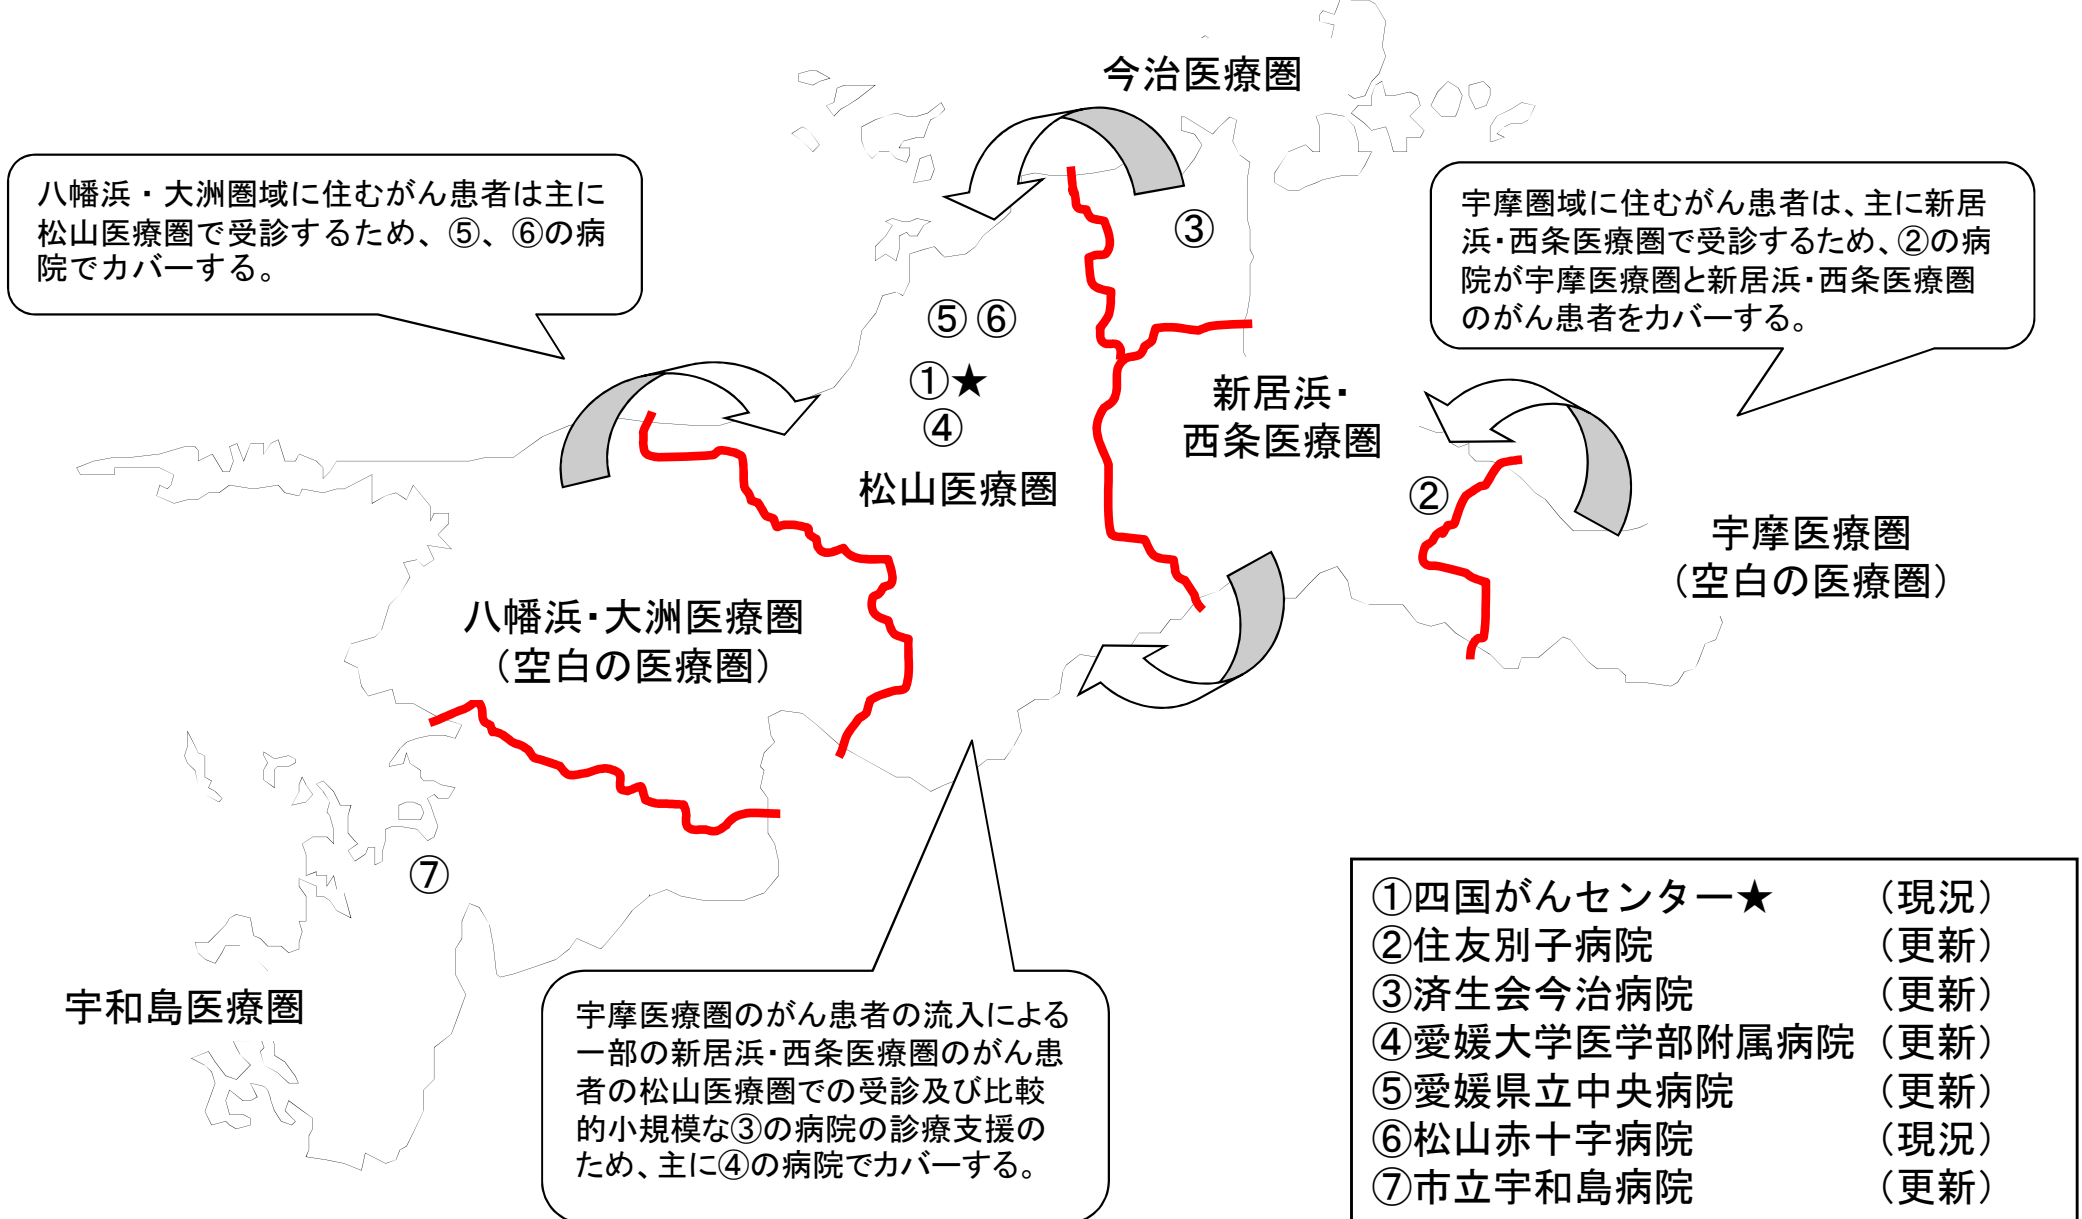 今治医療圏
八幡浜・大洲圏域に住むがん患者は主に
松山医療圏で受診するため、⑤、⑥の病
院でカバーする。
宇摩圏域に住むがん患者は、主に新居
浜・西条医療圏で受診するため、②の病
院が宇摩医療圏と新居浜・西条医療圏
のがん患者をカバーする。
③
⑤⑥
①★
④
松山医療圏
新居浜・
西条医療圏
②
宇摩医療圏
（空白の医療圏）
八幡浜・大洲医療圏
（空白の医療圏）
⑦
宇和島医療圏
宇摩医療圏のがん患者の流入による
一部の新居浜・西条医療圏のがん患
者の松山医療圏での受診及び比較
的小規模な③の病院の診療支援の
ため、主に④の病院でカバーする。
①四国がんセンター★　（現況）
②住友別子病院　（更新）
③済生会今治病院　（更新）
④愛媛大学医学部附属病院　（更新）
⑤愛媛県立中央病院　（更新）
⑥松山赤十字病院　（現況）
⑦市立宇和島病院　（更新）